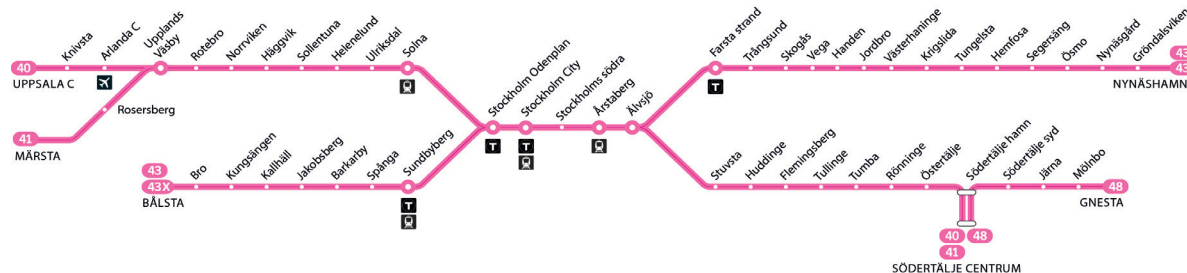 Knivsta
Arlanda C
Upplands
Väsby
Rotebro
Norrviken
Häggvik
Sollentuna
Helenelund
Ulriksdal
Solna
40
UPPSALA C
Rosersberg
41
MÄRSTA
43
43X
BÅLSTA
Bro
Kungsängen
Kallhäll
Jakobsberg
Barkarby
Spånga
Sundbyberg
T
Stockholm Odenplan
T
Stockholm City
T
Stockholms södra
Årstaberg
Älvsjö
Farsta strand
T
Trångsund
Skogås
Vega
Handen
Jordbro
Västerhaninge
Krigslida
Tungelsta
Hemfosa
Segersäng
Ösmo
Nynäsgård
Gröndalsviken
43
43
NYNÄSHAMN
Stuvsta
Huddinge
Flemingsberg
Tullinge
Tumba
Rönninge
Östertälje
Södertälje hamn
Södertälje syd
Järna
Mölnbo
48
GNESTA
40
48
41
SÖDERTÄLJE CENTRUM